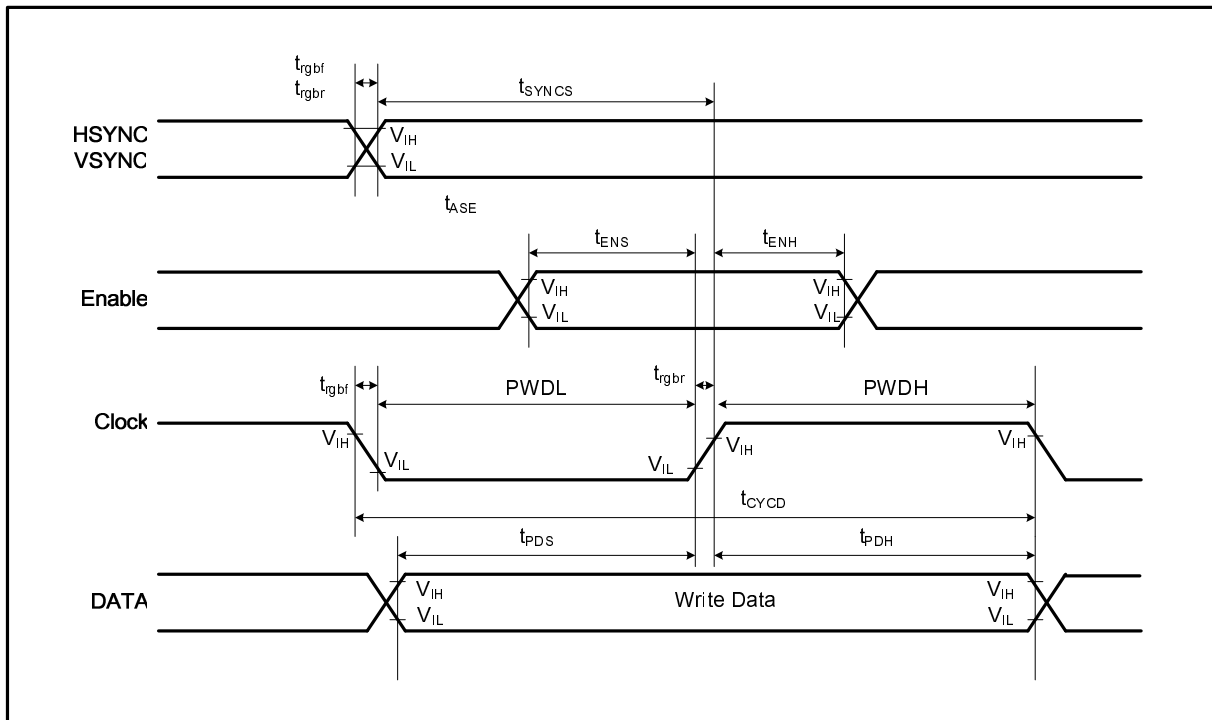 trgbf
trgbr
tSYNCS
HSYNC
VSYNC
VIH
VIL
tASE
tENS
tENH
Enable
VIH
VIL
VIH
VIL
trgbf
PWDL
trgbr
PWDH
Clock
VIH
VIL
VIL
VIH
VIH
tCYCD
tPDS
tPDH
DATA
VIH
VIL
Write Data
VIH
VIL